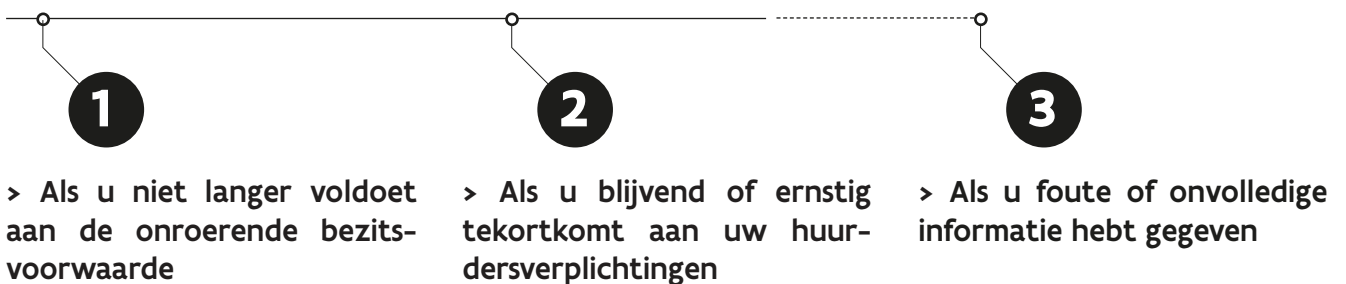 1
> Als u niet langer voldoet
aan de onroerende bezits-
voorwaarde
2
> Als u blijvend of ernstig
tekortkomt aan uw huur-
dersverplichtingen
3
> Als u foute of onvolledige
informatie hebt gegeven